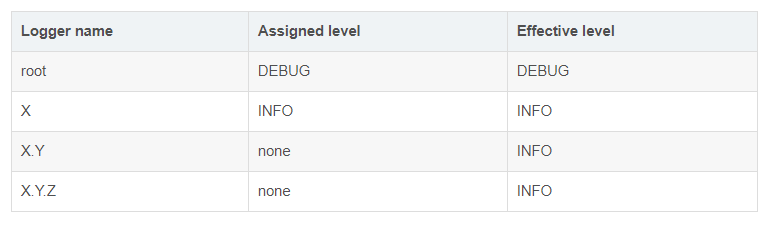 Logger name Assigned level Effective level
root DEBUG DEBUG
X INFO INFO
X.Y none INFO
X.Y.Z none INFO